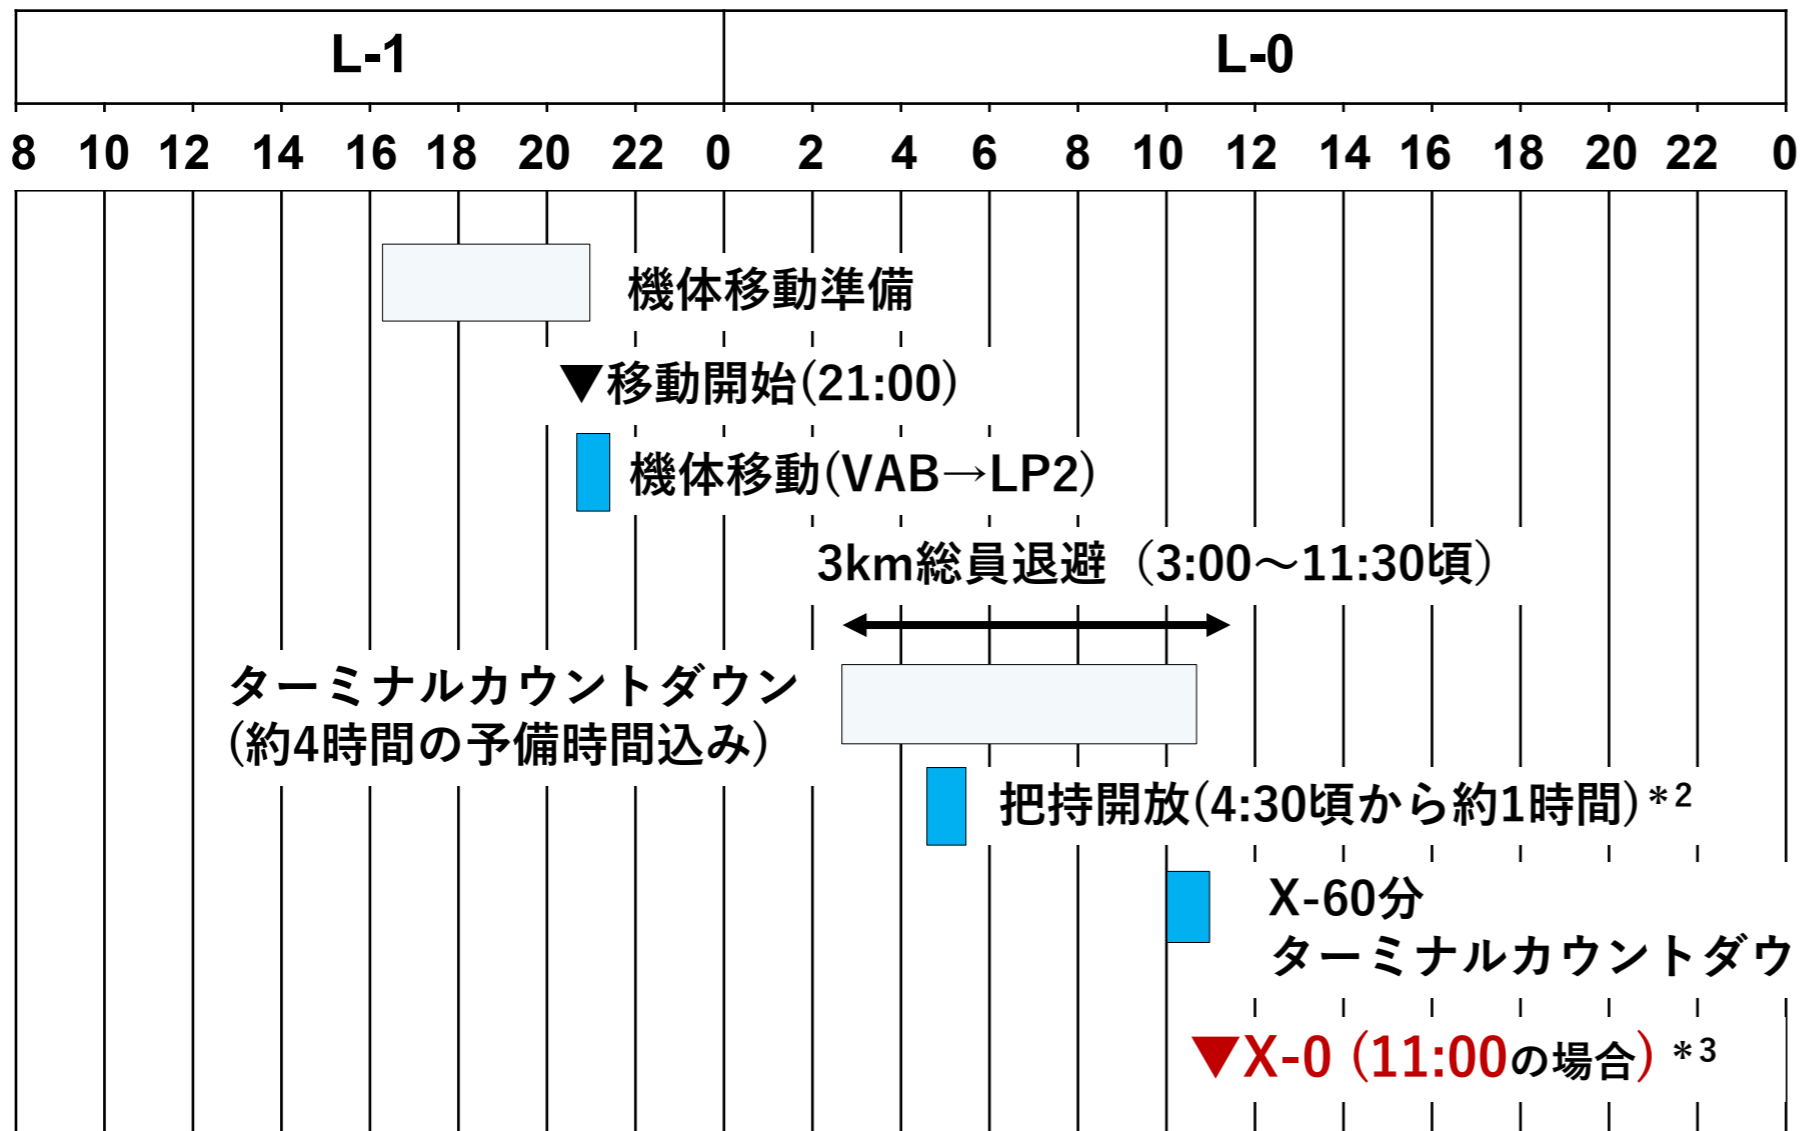 L-1 L-0
8 10 12 14 16 18 20 22 0 2 4 6 8 10 12 14 16 18 20 22 0
機体移動準備
▼移動開始(21:00)
機体移動(VAB→LP2)
3km総員退避（3:00～11:30頃）
ターミナルカウントダウン
(約4時間の予備時間込み)
把持開放(4:30頃から約1時間)*2
X-60分
ターミナルカウントダウ
▼X-0 (11:00の場合) *3